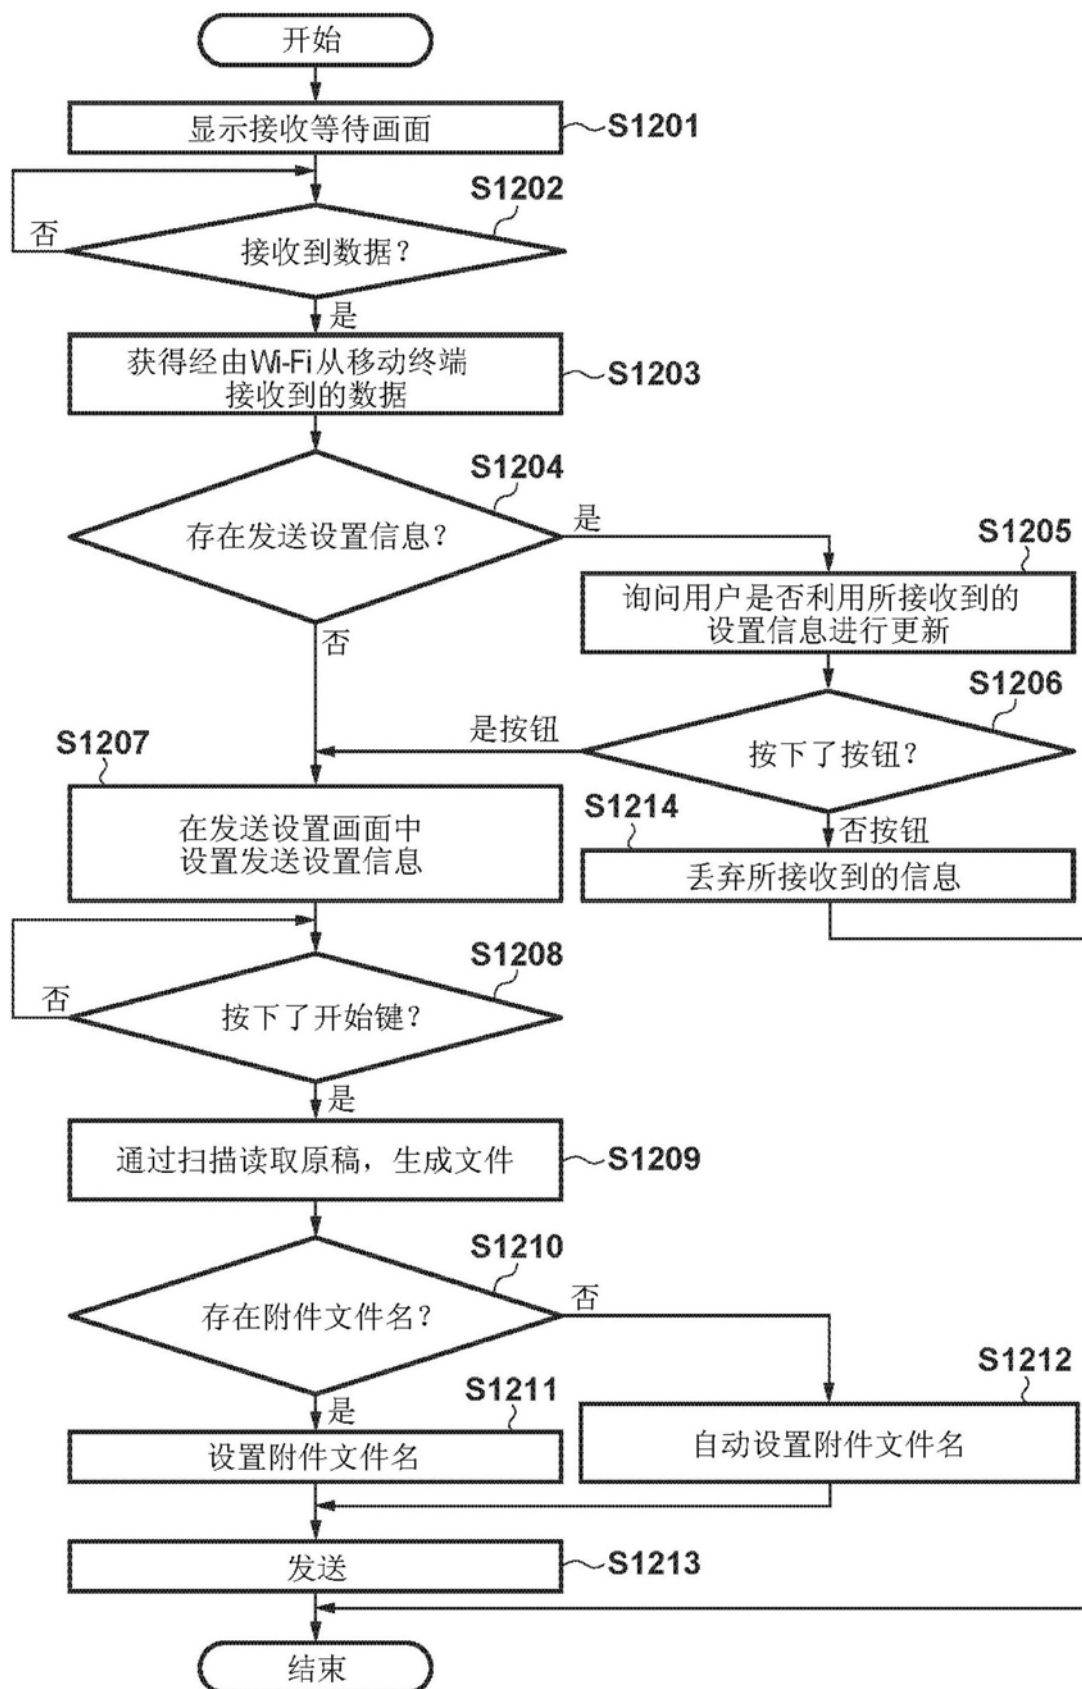 开始
显示接收等待画面
S1201
S1202
否
接收到数据？
是
获得经由Wi-Fi从移动终端
接收到的数据
S1203
S1204
存在发送设置信息？
是
否
S1205
询问用户是否利用所接收到的
设置信息进行更新
S1206
是按钮
按下了按钮？
S1207
在发送设置画面中
设置发送设置信息
S1214
否按钮
丢弃所接收到的信息
S1208
否
按下了开始键？
是
通过扫描读取原稿，生成文件
S1209
S1210
存在附件文件名？
否
是
S1211
设置附件文件名
S1212
自动设置附件文件名
发送
S1213
结束